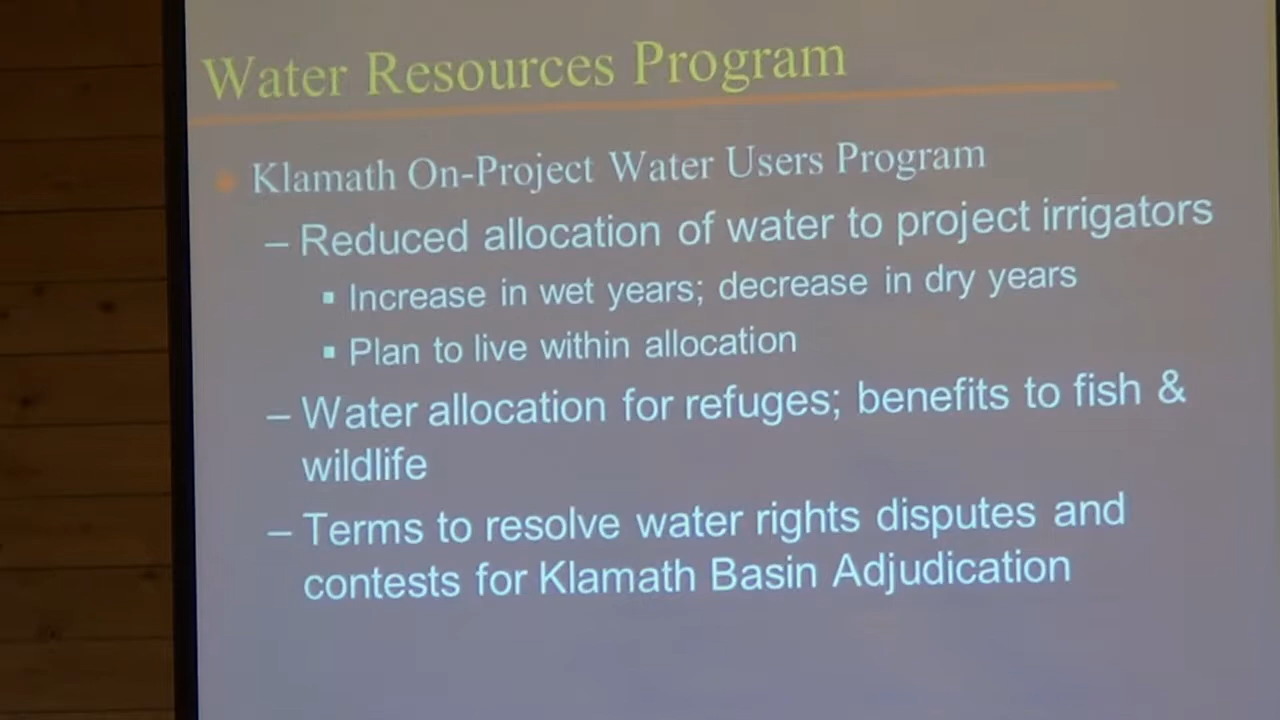 Water Resources Program
Klamath On-Project Water Users Program
– Reduced allocation of water to project irrigators
▪ Increase in wet years; decrease in dry years
▪ Plan to live within allocation
– Water allocation for refuges; benefits to fish &
wildlife
– Terms to resolve water rights disputes and
contests for Klamath Basin Adjudication